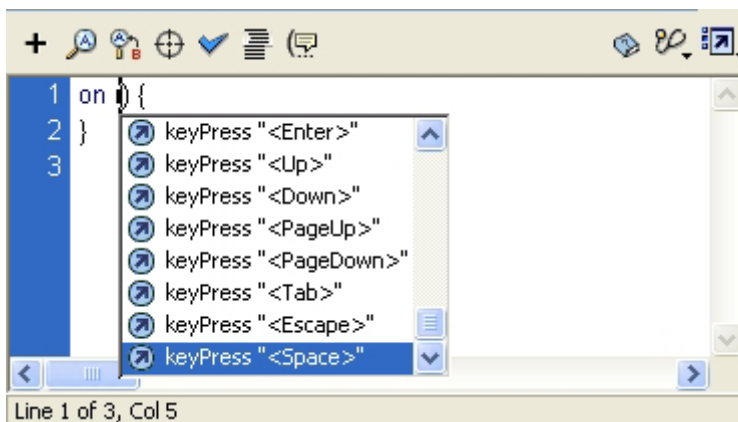 1 on () {
2 }
3
keyPress "<Enter>"
keyPress "<Up>"
keyPress "<Down>"
keyPress "<PageUp>"
keyPress "<PageDown>"
keyPress "<Tab>"
keyPress "<Escape>"
keyPress "<Space>"
Line 1 of 3, Col 5